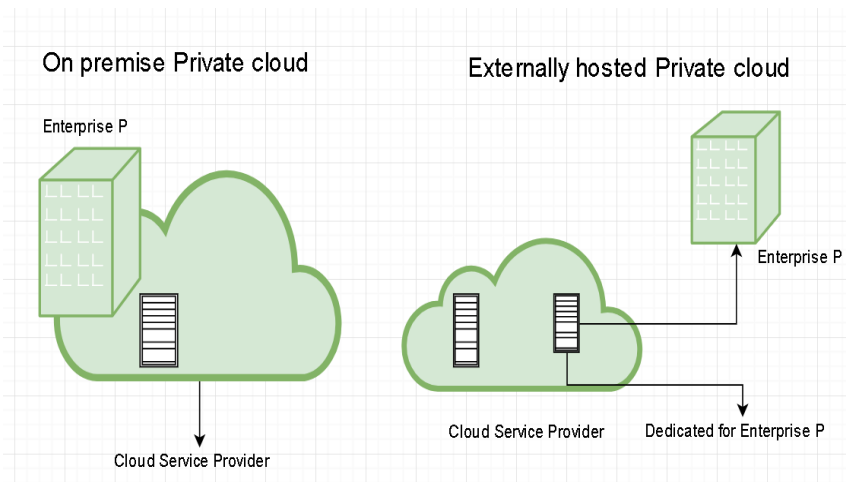 On premise Private cloud
Externally hosted Private cloud
Enterprise P
Enterprise P
Cloud Service Provider
Cloud Service Provider
Dedicated for Enterprise P